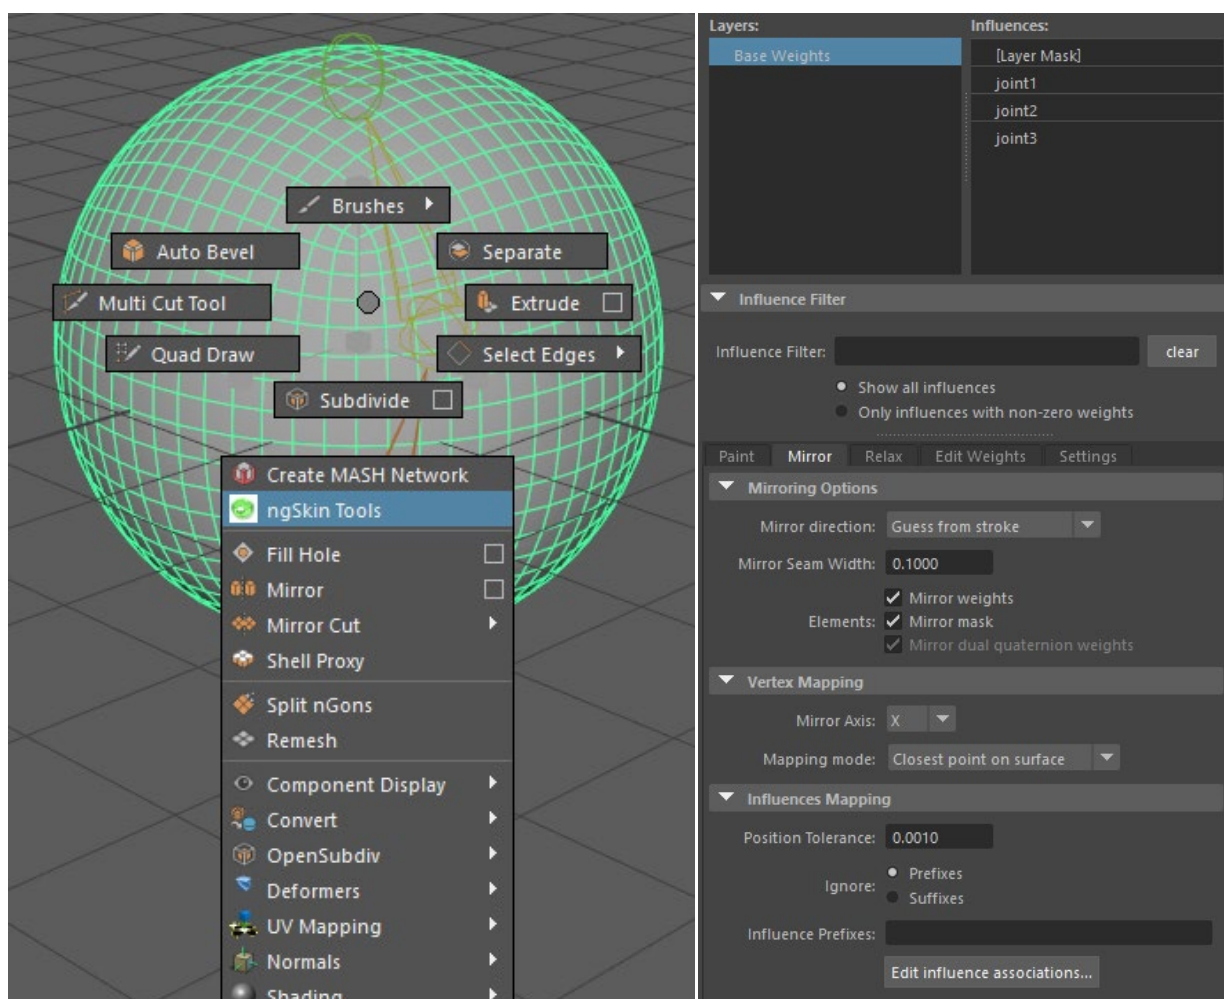 Brushes
Auto Bevel
Separate
Multi Cut Tool
Extrude
Quad Draw
Select Edges
Subdivide
Create MASH Network
ngSkin Tools
Fill Hole
Mirror
Mirror Cut
Shell Proxy
Split nGons
Remesh
Component Display
Convert
OpenSubdiv
Deformers
UV Mapping
Normals
Shading
Layers:
Influences:
Base Weights
[Layer Mask]
joint1
joint2
joint3
Influence Filter
Influence Filter:
clear
Show all influences
Only influences with non-zero weights
Paint Mirror Relax Edit Weights Settings
Mirroring Options
Mirror direction: Guess from stroke
Mirror Seam Width: 0.1000
Mirror weights
Elements: Mirror mask
Mirror dual quaternion weights
Vertex Mapping
Mirror Axis: X
Mapping mode: Closest point on surface
Influences Mapping
Position Tolerance: 0.0010
Ignore: Prefixes
Suffixes
Influence Prefixes:
Edit influence associations...